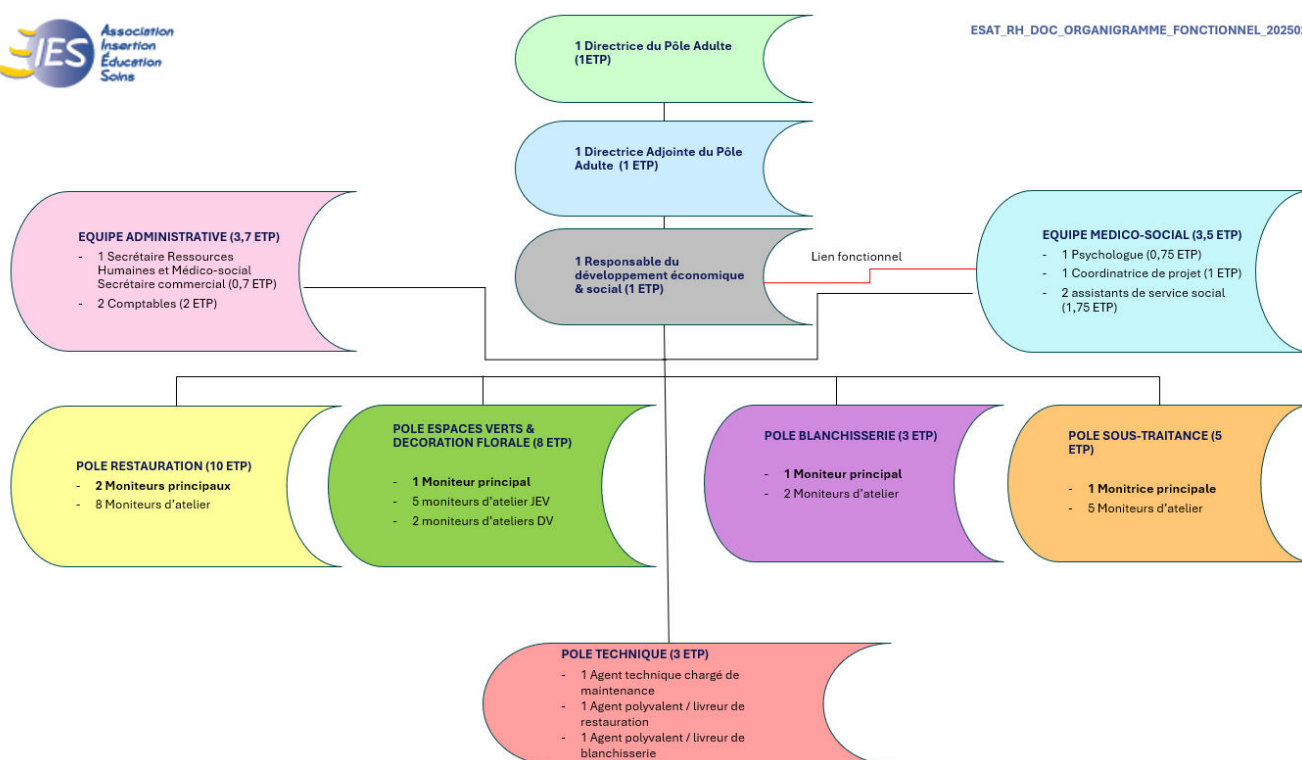 IES
Association
Insertion
Éducation
Soins
ESAT_RH_DOC_ORGANIGRAMME_FONCTIONNEL_20250
1 Directrice du Pôle Adulte
(1ETP)
1 Directrice Adjointe du Pôle
Adulte (1 ETP)
EQUIPE ADMINISTRATIVE (3,7 ETP)
- 1 Secrétaire Ressources
Humaines et Médico-social
Secrétaire commercial (0,7 ETP)
- 2 Comptables (2 ETP)
1 Responsable du
développement économique
& social (1 ETP)
Lien fonctionnel
EQUIPE MEDICO-SOCIAL (3,5 ETP)
- 1 Psychologue (0,75 ETP)
- 1 Coordinatrice de projet (1 ETP)
- 2 assistants de service social
(1,75 ETP)
POLE RESTAURATION (10 ETP)
- 2 Moniteurs principaux
- 8 Moniteurs d'atelier
POLE ESPACES VERTS &
DECORATION FLORALE (8 ETP)
- 1 Moniteur principal
- 5 moniteurs d'atelier JEV
- 2 moniteurs d'ateliers DV
POLE BLANCHISSERIE (3 ETP)
- 1 Moniteur principal
- 2 Moniteurs d'atelier
POLE SOUS-TRAITANCE (5
ETP)
- 1 Monitrice principale
- 5 Moniteurs d'atelier
POLE TECHNIQUE (3 ETP)
- 1 Agent technique chargé de
maintenance
- 1 Agent polyvalent / livreur de
restauration
- 1 Agent polyvalent / livreur de
blanchisserie